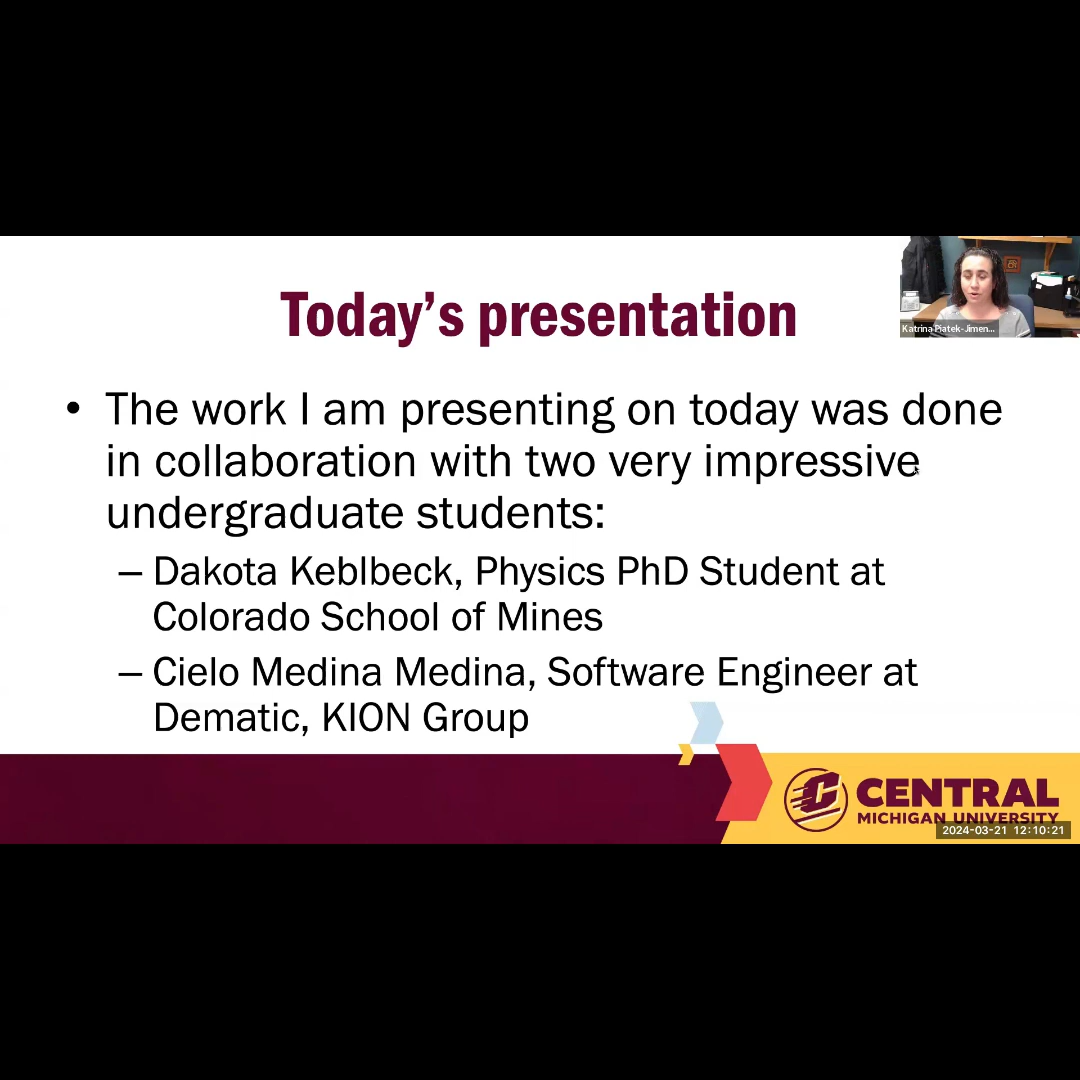 Today's presentation
Katrina Piatek-Jimen...
• The work I am presenting on today was done
in collaboration with two very impressive
undergraduate students:
– Dakota Keblbeck, Physics PhD Student at
Colorado School of Mines
– Cielo Medina Medina, Software Engineer at
Dematic, KION Group
CENTRAL
MICHIGAN UNIVERSITY
2024-03-21 12:10:21